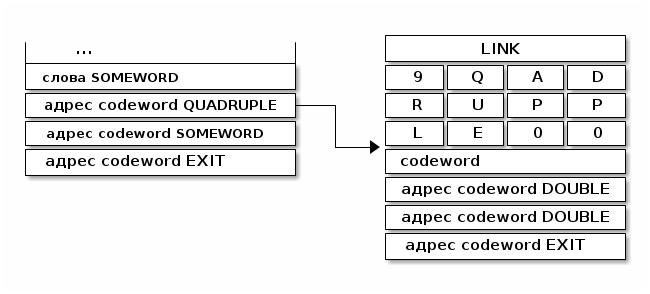 ...
слова SOMEWORD
адрес codeword QUADRUPLE
адрес codeword SOMEWORD
адрес codeword EXIT
LINK
9 Q A D
R U P P
L E 0 0
codeword
адрес codeword DOUBLE
адрес codeword DOUBLE
адрес codeword EXIT